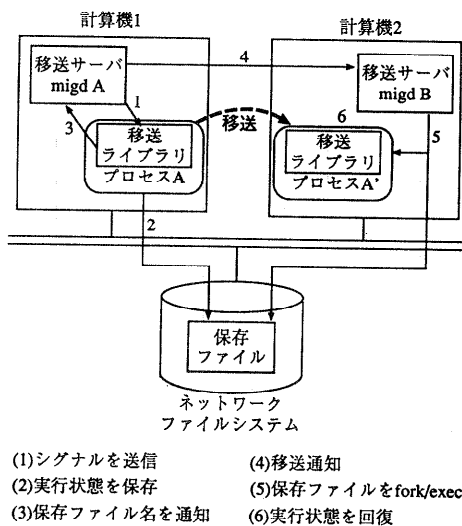 計算機1
計算機2
移送サーバ
migd A
4
移送サーバ
migd B
3
1
移送
6
5
移送
ライブラリ
プロセスA
移送
ライブラリ
プロセスA'
2
保存
ファイル
ネットワーク
ファイルシステム
(1)シグナルを送信
(2)実行状態を保存
(3)保存ファイル名を通知
(4)移送通知
(5)保存ファイルをfork/exec
(6)実行状態を回復